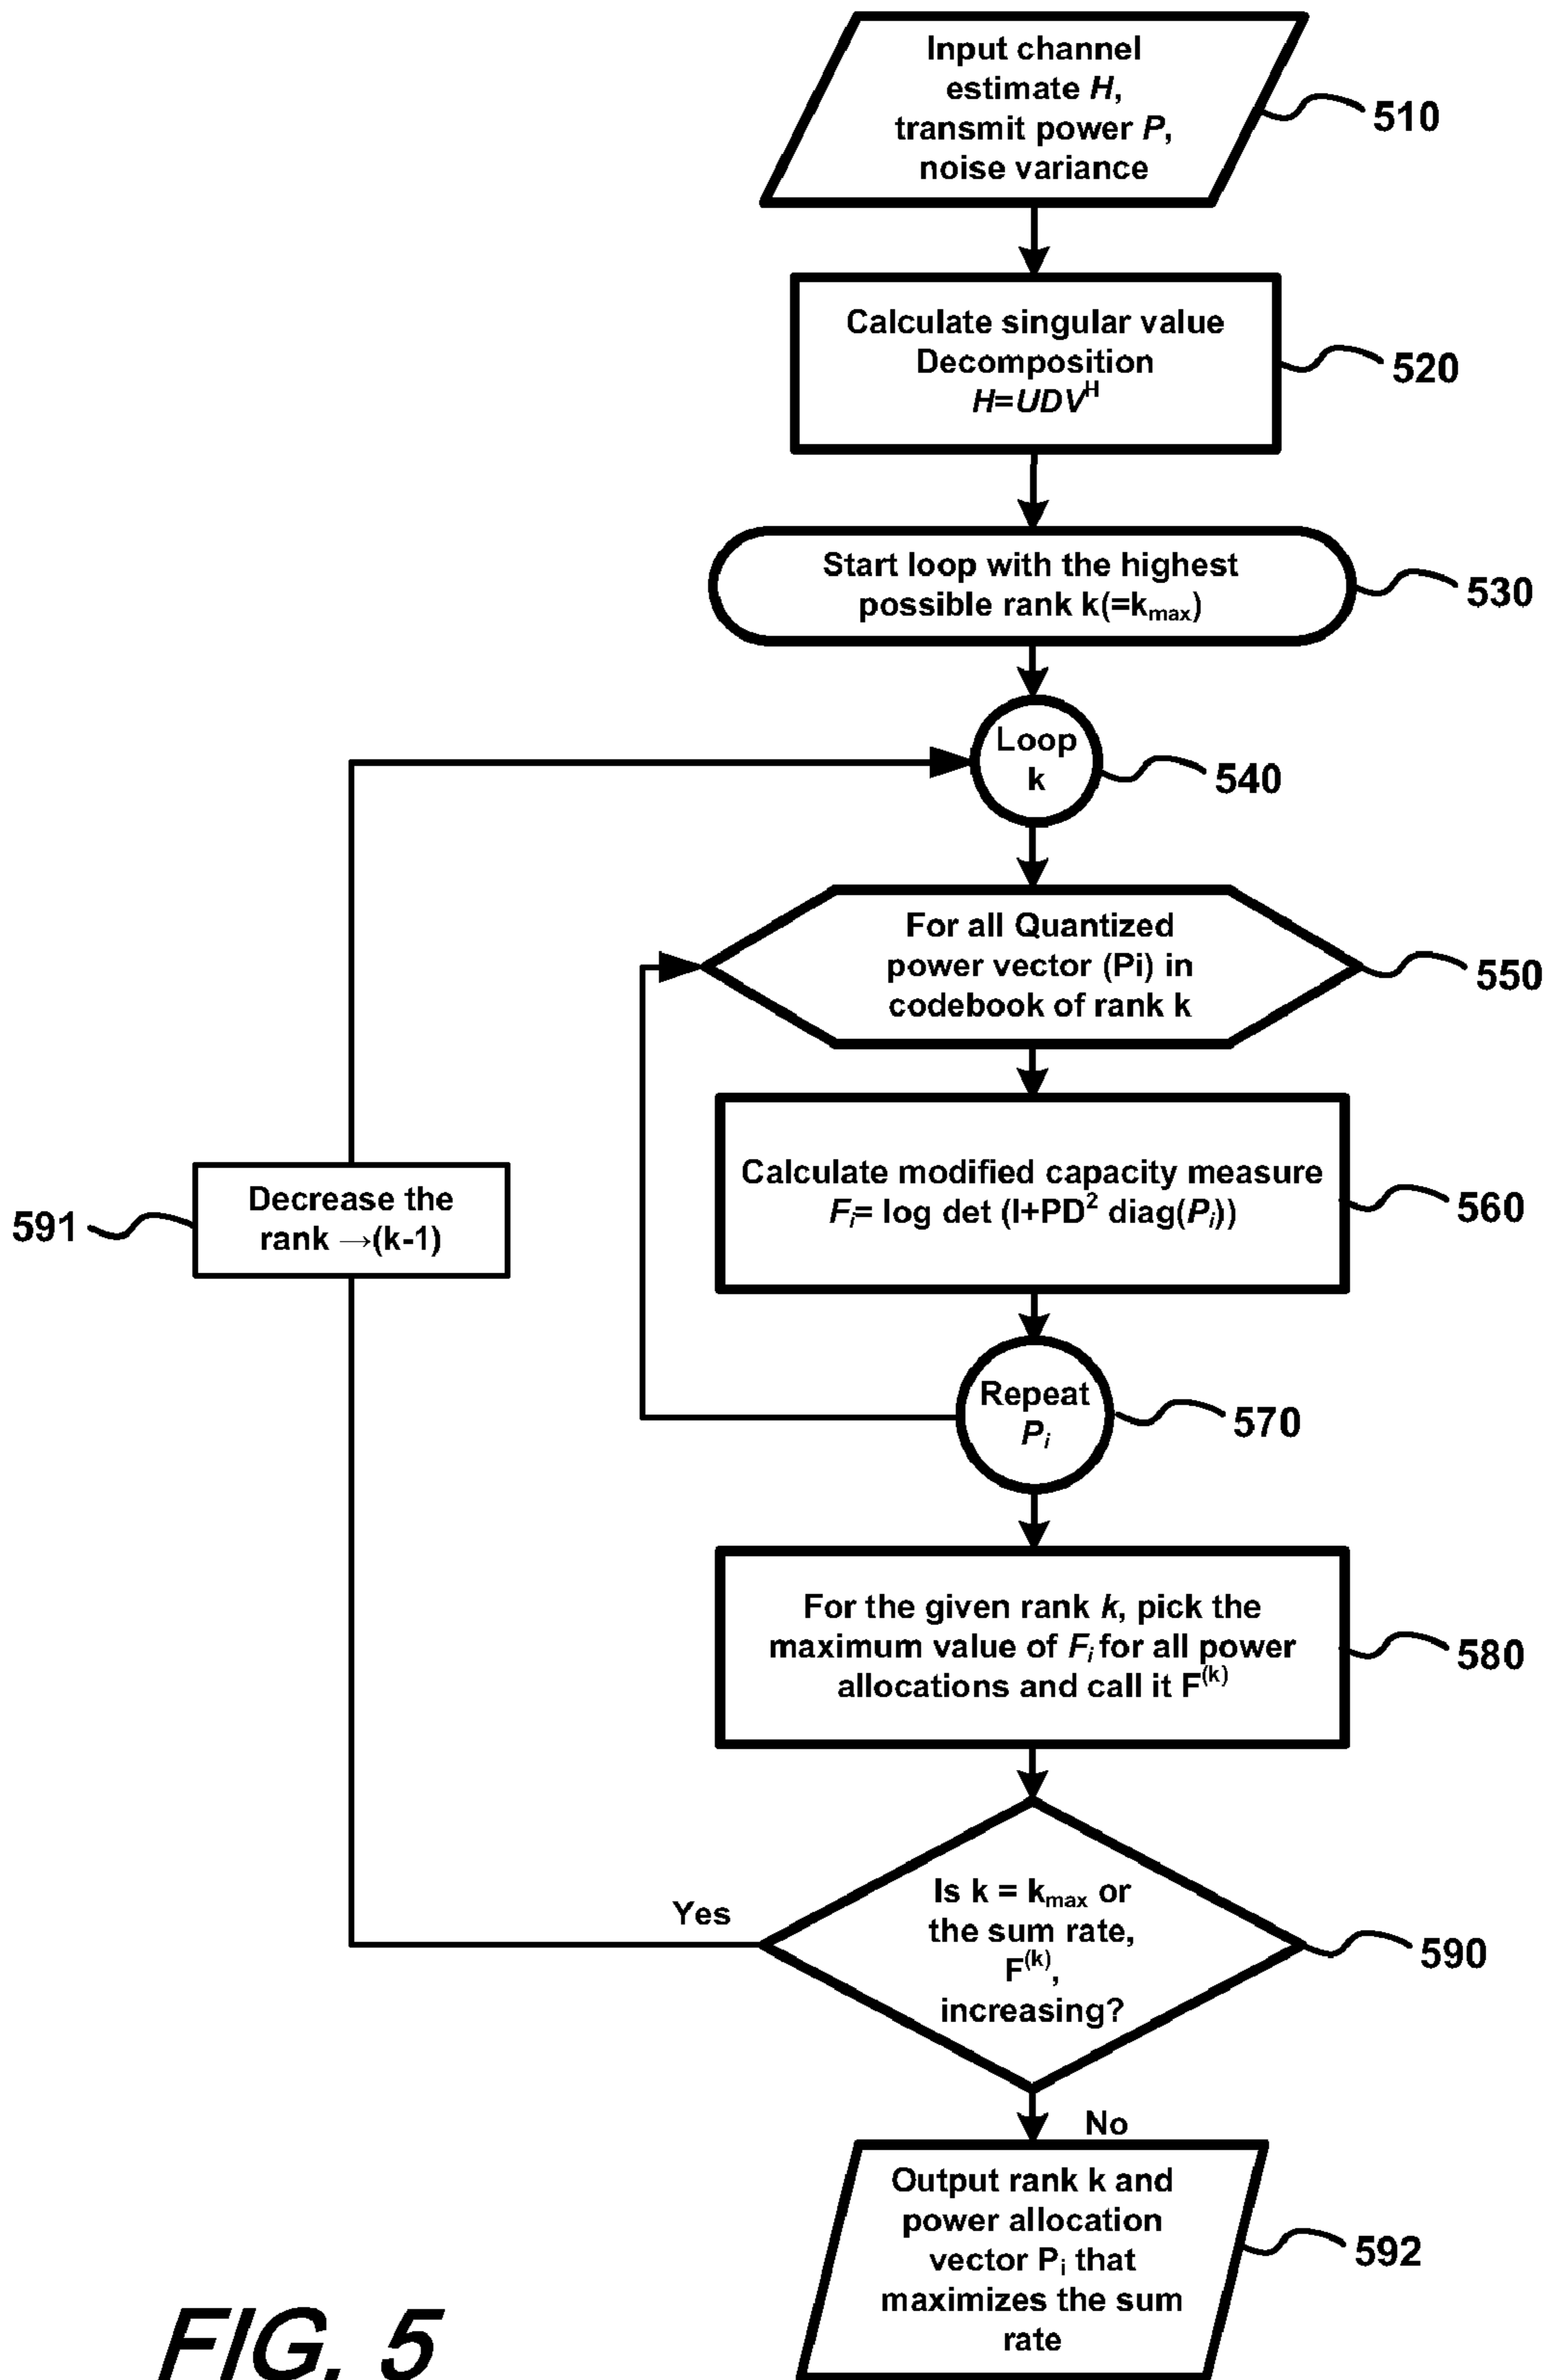 Input channel
estimate H,
transmit power P,
noise variance
510
Calculate singular value
Decomposition
H=UDV^H
520
Start loop with the highest
possible rank k(=k_max)
530
Loop
k
540
For all Quantized
power vector (Pi) in
codebook of rank k
550
Calculate modified capacity measure
F_i= log det (I+PD² diag(P_i))
560
Decrease the
rank →(k-1)
591
Repeat
P_i
570
For the given rank k, pick the
maximum value of F_i for all power
allocations and call it F^(k)
580
Is k = k_max or
the sum rate,
F^(k),
increasing?
590
Yes
No
Output rank k and
power allocation
vector P_i that
maximizes the sum
rate
592
FIG. 5